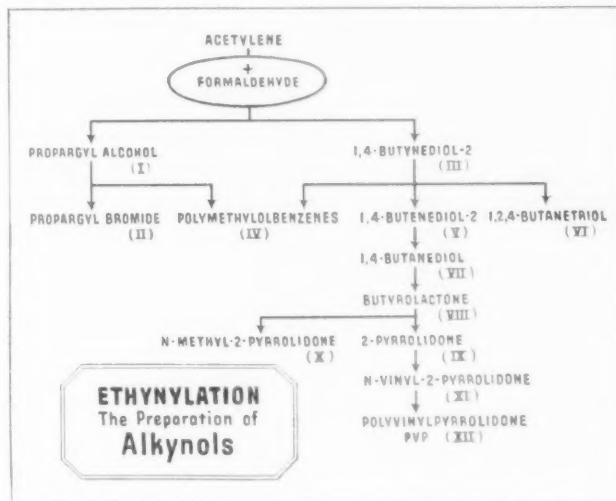 ACETYLENE
+
FORMALDEHYDE
PROPARGYL ALCOHOL
(I)
1,4-BUTYNEDIOL-2
(III)
PROPARGYL BROMIDE
(II)
POLYMETHYLOLBENZENES
(IV)
1,4-BUTENEDIOL-2
(V)
1,2,4-BUTANETRIOL
(VI)
1,4-BUTANEDIOL
(VII)
BUTYROLACTONE
(VIII)
N-METHYL-2-PYRROLIDONE
(X)
2-PYRROLIDONE
(IX)
N-VINYL-2-PYRROLIDONE
(XI)
POLYVINYLPYRROLIDONE
PVP (XII)
ETHYNYLATION
The Preparation of
Alkynols